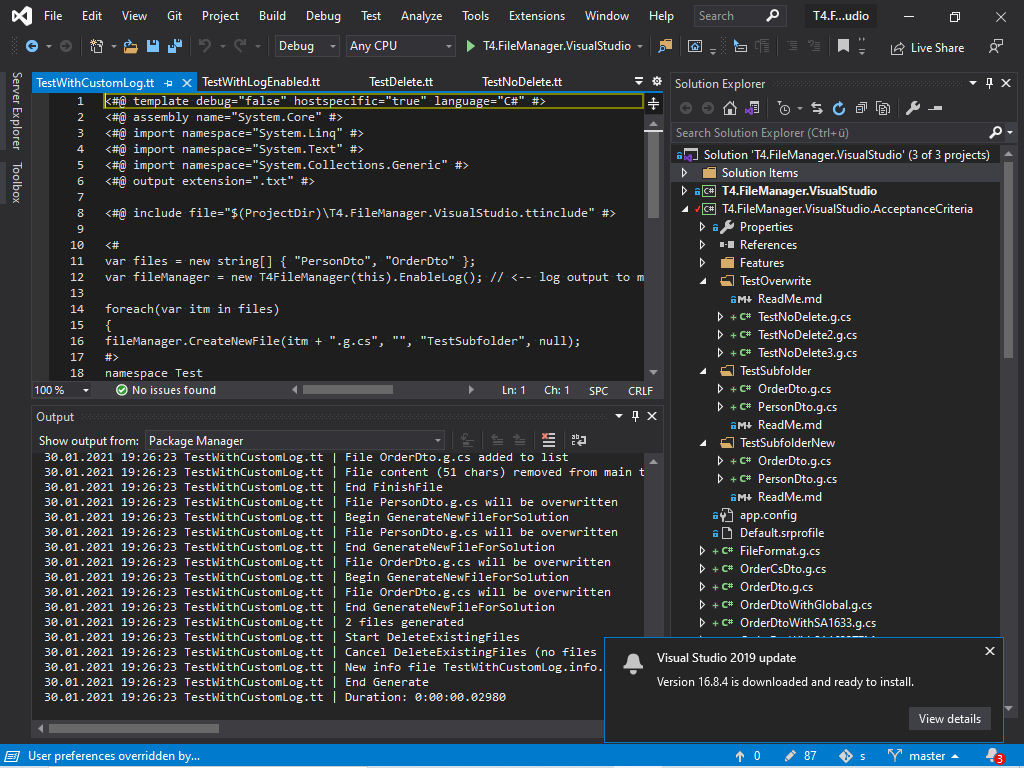 File Edit View Git Project Build Debug Test Analyze Tools Extensions Window Help Search T4.F...udio
Debug Any CPU T4.FileManager.VisualStudio Live Share
Server Explorer
Toolbox
TestWithCustomLog.tt TestWithLogEnabled.tt TestDelete.tt TestNoDelete.tt
1 <#@ template debug="false" hostspecific="true" language="C#" #>
2 <#@ assembly name="System.Core" #>
3 <#@ import namespace="System.Linq" #>
4 <#@ import namespace="System.Text" #>
5 <#@ import namespace="System.Collections.Generic" #>
6 <#@ output extension=".txt" #>
7
8 <#@ include file="$(ProjectDir)\T4.FileManager.VisualStudio.ttinclude" #>
9
10 <#
11 var files = new string[] { "PersonDto", "OrderDto" };
12 var fileManager = new T4FileManager(this).EnableLog(); // <-- log output to m
13
14 foreach(var itm in files)
15 {
16 fileManager.CreateNewFile(itm + ".g.cs", "", "TestSubfolder", null);
17 #>
18 namespace Test
100 % No issues found Ln: 1 Ch: 1 SPC CRLF
Output
Show output from: Package Manager
30.01.2021 19:26:23 TestWithCustomLog.tt | File OrderDto.g.cs added to list
30.01.2021 19:26:23 TestWithCustomLog.tt | File content (51 chars) removed from main t
30.01.2021 19:26:23 TestWithCustomLog.tt | End FinishFile
30.01.2021 19:26:23 TestWithCustomLog.tt | File PersonDto.g.cs will be overwritten
30.01.2021 19:26:23 TestWithCustomLog.tt | Begin GenerateNewFileForSolution
30.01.2021 19:26:23 TestWithCustomLog.tt | File PersonDto.g.cs will be overwritten
30.01.2021 19:26:23 TestWithCustomLog.tt | End GenerateNewFileForSolution
30.01.2021 19:26:23 TestWithCustomLog.tt | File OrderDto.g.cs will be overwritten
30.01.2021 19:26:23 TestWithCustomLog.tt | Begin GenerateNewFileForSolution
30.01.2021 19:26:23 TestWithCustomLog.tt | File OrderDto.g.cs will be overwritten
30.01.2021 19:26:23 TestWithCustomLog.tt | End GenerateNewFileForSolution
30.01.2021 19:26:23 TestWithCustomLog.tt | 2 files generated
30.01.2021 19:26:23 TestWithCustomLog.tt | Start DeleteExistingFiles
30.01.2021 19:26:23 TestWithCustomLog.tt | Cancel DeleteExistingFiles (no files
30.01.2021 19:26:23 TestWithCustomLog.tt | New info file TestWithCustomLog.info.
30.01.2021 19:26:23 TestWithCustomLog.tt | End Generate
30.01.2021 19:26:23 TestWithCustomLog.tt | Duration: 0:00:00.02980
Solution Explorer
Search Solution Explorer (Ctrl+ü)
Solution 'T4.FileManager.VisualStudio' (3 of 3 projects)
Solution Items
C# T4.FileManager.VisualStudio
C# T4.FileManager.VisualStudio.AcceptanceCriteria
Properties
References
Features
TestOverwrite
M↓ ReadMe.md
+ C# TestNoDelete.g.cs
+ C# TestNoDelete2.g.cs
+ C# TestNoDelete3.g.cs
TestSubfolder
+ C# OrderDto.g.cs
+ C# PersonDto.g.cs
M↓ ReadMe.md
TestSubfolderNew
+ C# OrderDto.g.cs
+ C# PersonDto.g.cs
M↓ ReadMe.md
app.config
Default.srprofile
+ C# FileFormat.g.cs
+ C# OrderCsDto.g.cs
+ C# OrderDto.g.cs
+ C# OrderDtoWithGlobal.g.cs
+ C# OrderDtoWithSA1633.g.cs
Visual Studio 2019 update
Version 16.8.4 is downloaded and ready to install.
View details
User preferences overridden by... 0 87 s master 3